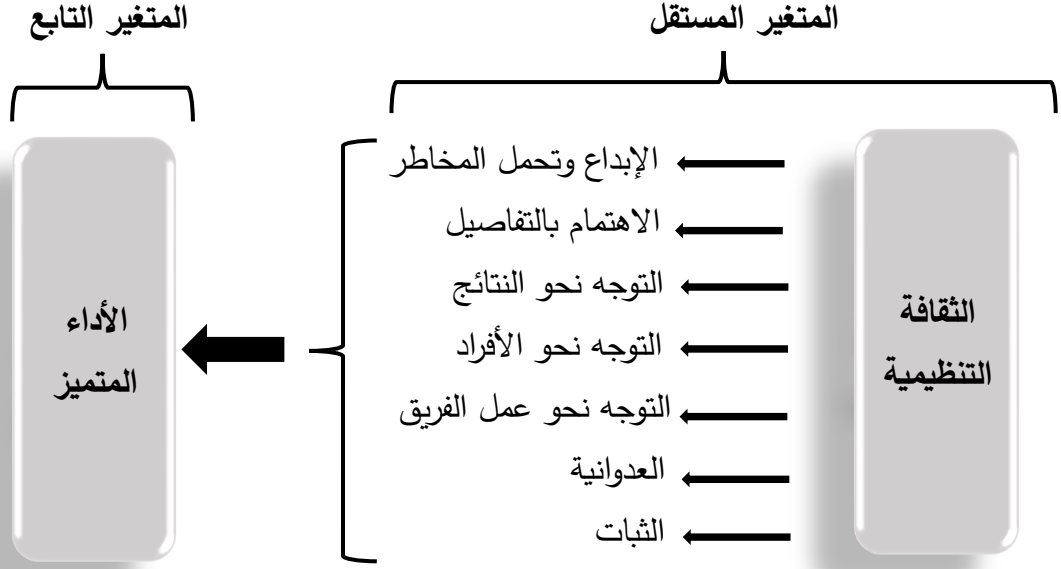 المتغير المستقل
المتغير التابع
الثقافة
التنظيمية
الإبداع وتحمل المخاطر
الاهتمام بالتفاصيل
التوجه نحو النتائج
التوجه نحو الأفراد
التوجه نحو عمل الفريق
العدوانية
الثبات
الأداء
المتميز